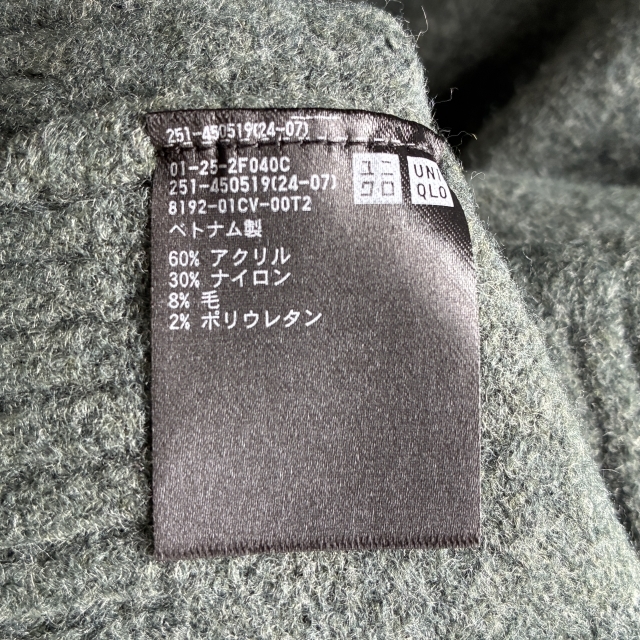 251-450519(24-07)
01-25-2F040C
251-450519(24-07)
8192-01CV-00T2
ベトナム製
60% アクリル
30% ナイロン
8% 毛
2% ポリウレタン
ユニ
クロ
UNI
QLO